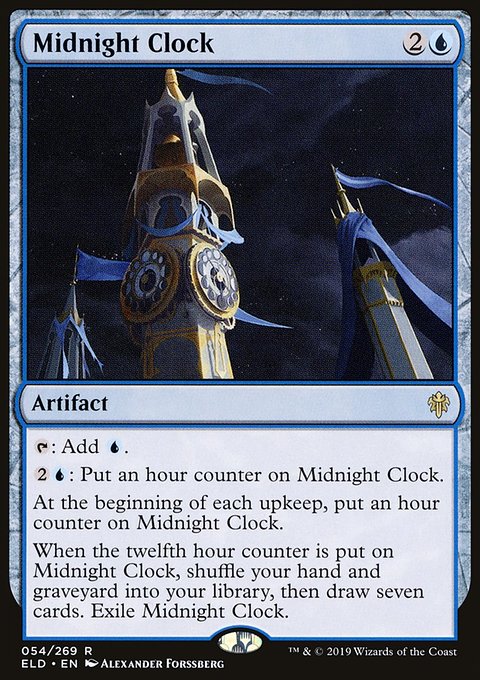 Midnight Clock 2
Artifact
: Add .
2 : Put an hour counter on Midnight Clock.
At the beginning of each upkeep, put an hour
counter on Midnight Clock.
When the twelfth hour counter is put on
Midnight Clock, shuffle your hand and
graveyard into your library, then draw seven
cards. Exile Midnight Clock.
054/269 R
ELD • EN Alexander Forssberg
™ & © 2019 Wizards of the Coast